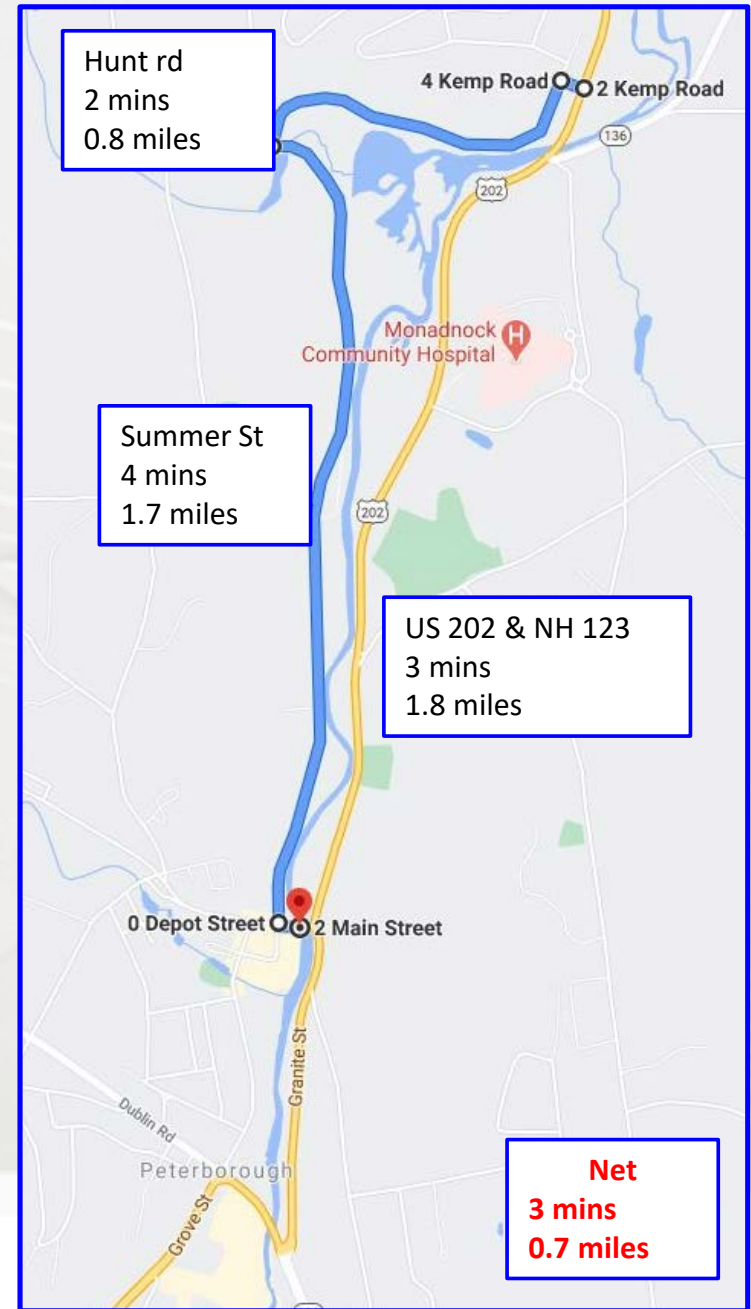 Hunt rd
2 mins
0.8 miles
4 Kemp Road
2 Kemp Road
136
202
Monadnock
Community Hospital
H
Summer St
4 mins
1.7 miles
202
US 202 & NH 123
3 mins
1.8 miles
0 Depot Street
2 Main Street
Granite St
Dublin Rd
Peterborough
Grove St
Net
3 mins
0.7 miles